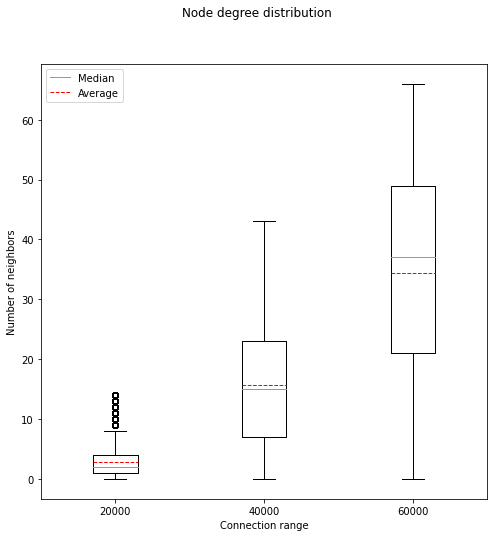 Node degree distribution
Median
Average
Number of neighbors
60
50
40
30
20
10
0
20000
40000
60000
Connection range